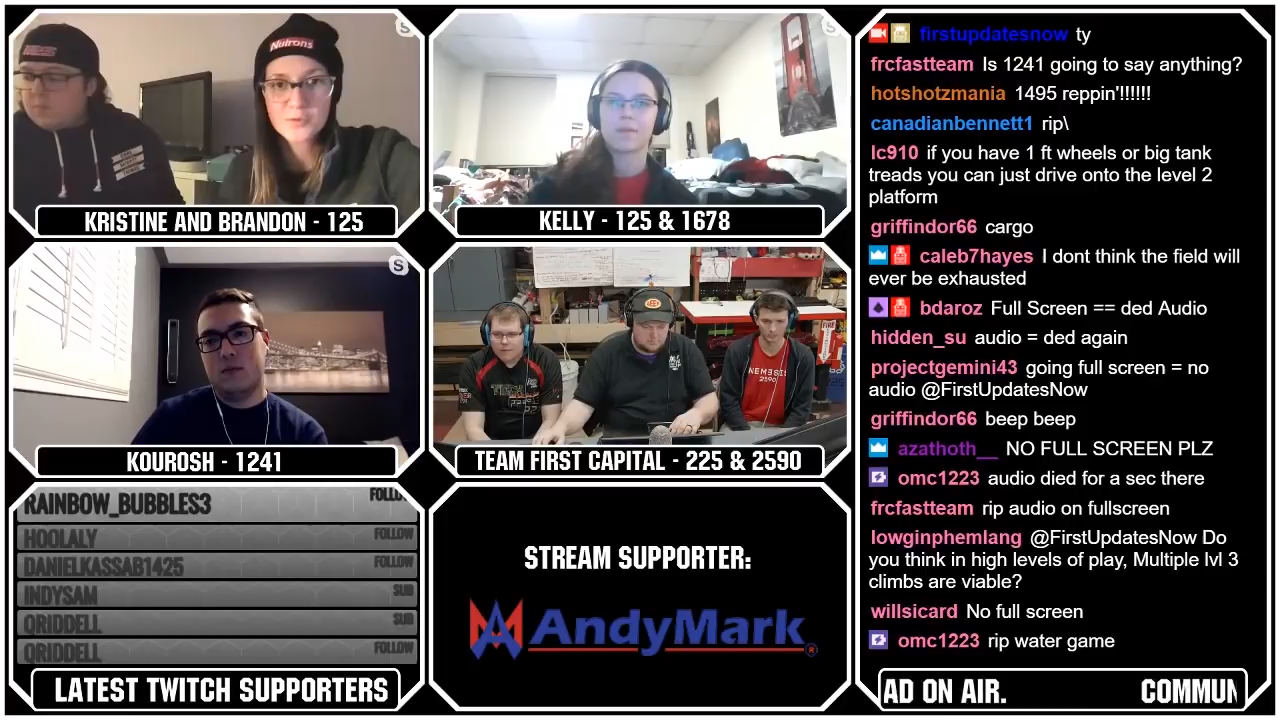 Nuirons
KRISTINE AND BRANDON - 125
KELLY - 125 & 1678
KOUROSH - 1241
NEMESIS
2590
FIRE
TEAM FIRST CAPITAL - 225 & 2590
RAINBOW_BUBBLES3 FOLLOW
HOOLALY FOLLOW
DANIELKASSAB1425 FOLLOW
INDYSAM SUB
QRIDDELL SUB
QRIDDELL FOLLOW
LATEST TWITCH SUPPORTERS
STREAM SUPPORTER:
AndyMark
firstupdatesnow ty
frcfastteam Is 1241 going to say anything?
hotshotzmania 1495 reppin'!!!!!!
canadianbennett1 rip\
lc910 if you have 1 ft wheels or big tank
treads you can just drive onto the level 2
platform
griffindor66 cargo
caleb7hayes I dont think the field will
ever be exhausted
bdaroz Full Screen == ded Audio
hidden_su audio = ded again
projectgemini43 going full screen = no
audio @FirstUpdatesNow
griffindor66 beep beep
azathoth__ NO FULL SCREEN PLZ
omc1223 audio died for a sec there
frcfastteam rip audio on fullscreen
lowginphemlang @FirstUpdatesNow Do
you think in high levels of play, Multiple lvl 3
climbs are viable?
willsicard No full screen
omc1223 rip water game
AD ON AIR. COMMUN